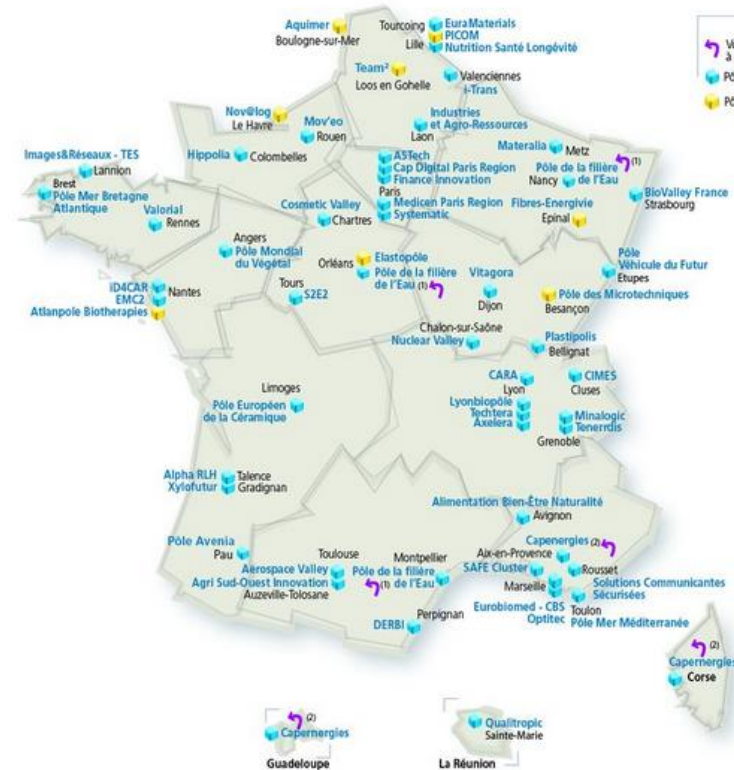 Aquimer
Boulogne-sur-Mer
Tourcoing
EuraMaterials
PICOM
Lille
Nutrition Santé Longévité
Team²
Loos en Gohelle
Valenciennes
i-Trans
Nov@log
Le Havre
Mov'eo
Rouen
Industries
et Agro-Ressources
Laon
Hippolia
Colombelles
Materalia
Metz
Pôle de la filière
de l'Eau
(1)
Nancy
ASTech
Cap Digital Paris Region
Finance Innovation
Paris
Medicen Paris Region
Systematic
Images&Réseaux - TES
Lannion
Brest
Pôle Mer Bretagne
Atlantique
Valorial
Rennes
Cosmetic Valley
Chartres
Fibres-Energivie
Epinal
BioValley France
Strasbourg
Angers
Pôle Mondial
du Végétal
Orléans
Elastopôle
Pôle de la filière
de l'Eau (1)
Vitagora
Dijon
Pôle
Véhicule du Futur
Etupes
iD4CAR
EMC2
Nantes
Atlanpole Biotherapies
Tours
S2E2
Pôle des Microtechniques
Besançon
Chalon-sur-Saône
Nuclear Valley
Plastipolis
Bellignat
Limoges
Pôle Européen
de la Céramique
CARA
Lyon
CIMES
Cluses
Lyonbiopôle
Techtera
Axelera
Minalogic
Tenerrdis
Grenoble
Alpha RLH
Talence
Xylofutur
Gradignan
Alimentation Bien-Être Naturalité
Avignon
Pôle Avenia
Pau
Toulouse
Aerospace Valley
Agri Sud-Ouest Innovation
Auzeville-Tolosane
Montpellier
Pôle de la filière
de l'Eau
(1)
Capenergies (2)
Aix-en-Provence
SAFE Cluster
Rousset
Marseille
Solutions Communicantes
Sécurisées
Eurobiomed - CBS
Optitec
Toulon
Pôle Mer Méditerranée
Perpignan
DERBI
(2)
Capernergies
Corse
(2)
Capernergies
Guadeloupe
Qualitropic
Sainte-Marie
La Réunion